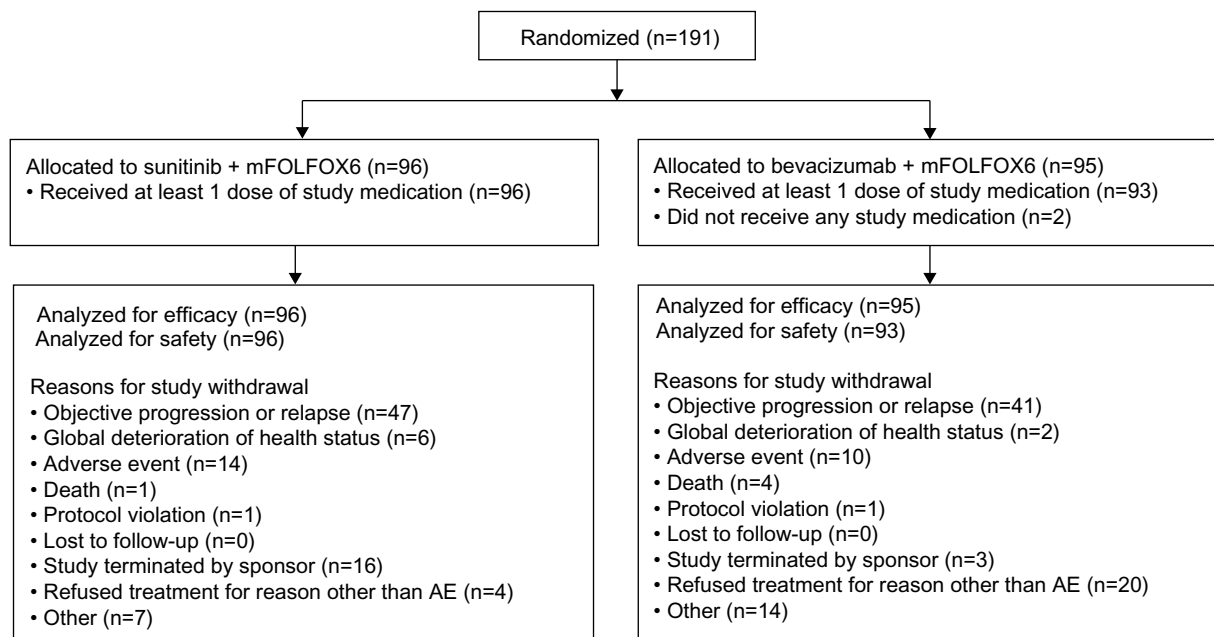 Randomized (n=191)
Allocated to sunitinib + mFOLFOX6 (n=96)
• Received at least 1 dose of study medication (n=96)
Allocated to bevacizumab + mFOLFOX6 (n=95)
• Received at least 1 dose of study medication (n=93)
• Did not receive any study medication (n=2)
Analyzed for efficacy (n=96)
Analyzed for safety (n=96)
Reasons for study withdrawal
• Objective progression or relapse (n=47)
• Global deterioration of health status (n=6)
• Adverse event (n=14)
• Death (n=1)
• Protocol violation (n=1)
• Lost to follow-up (n=0)
• Study terminated by sponsor (n=16)
• Refused treatment for reason other than AE (n=4)
• Other (n=7)
Analyzed for efficacy (n=95)
Analyzed for safety (n=93)
Reasons for study withdrawal
• Objective progression or relapse (n=41)
• Global deterioration of health status (n=2)
• Adverse event (n=10)
• Death (n=4)
• Protocol violation (n=1)
• Lost to follow-up (n=0)
• Study terminated by sponsor (n=3)
• Refused treatment for reason other than AE (n=20)
• Other (n=14)